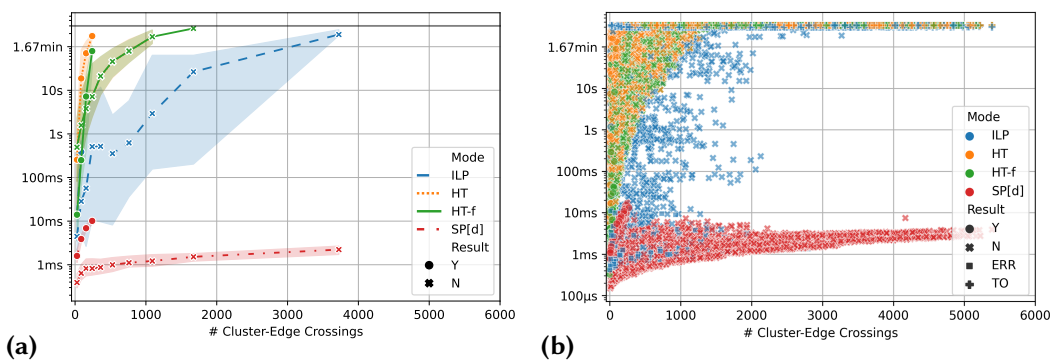 1.67min
10s
1s
100ms
10ms
1ms
0 1000 2000 3000 4000 5000 6000
# Cluster-Edge Crossings
Mode
ILP
HT
HT-f
SP[d]
Result
Y
N
(a)
1.67min
10s
1s
100ms
10ms
1ms
100µs
0 1000 2000 3000 4000 5000 6000
# Cluster-Edge Crossings
Mode
ILP
HT
HT-f
SP[d]
Result
Y
N
ERR
TO
(b)